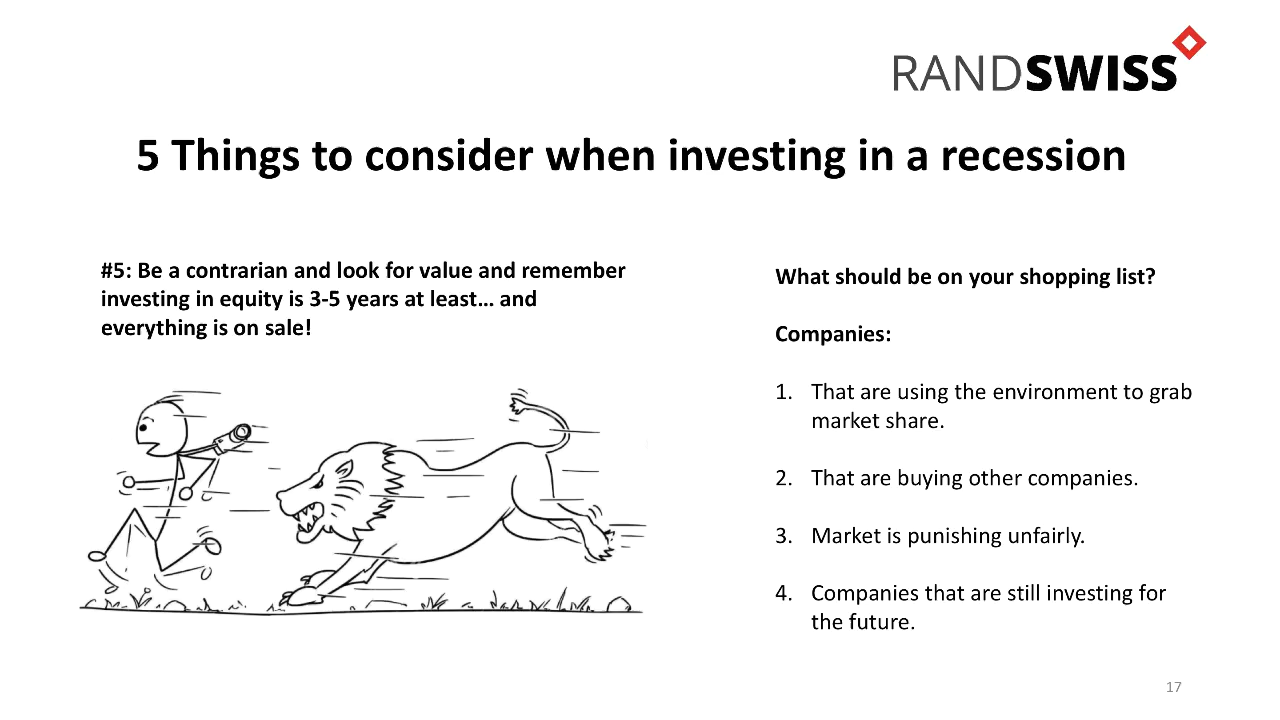 RANDSWISS
5 Things to consider when investing in a recession
#5: Be a contrarian and look for value and remember
investing in equity is 3-5 years at least… and
everything is on sale!
What should be on your shopping list?
Companies:
1. That are using the environment to grab
market share.
2. That are buying other companies.
3. Market is punishing unfairly.
4. Companies that are still investing for
the future.
17